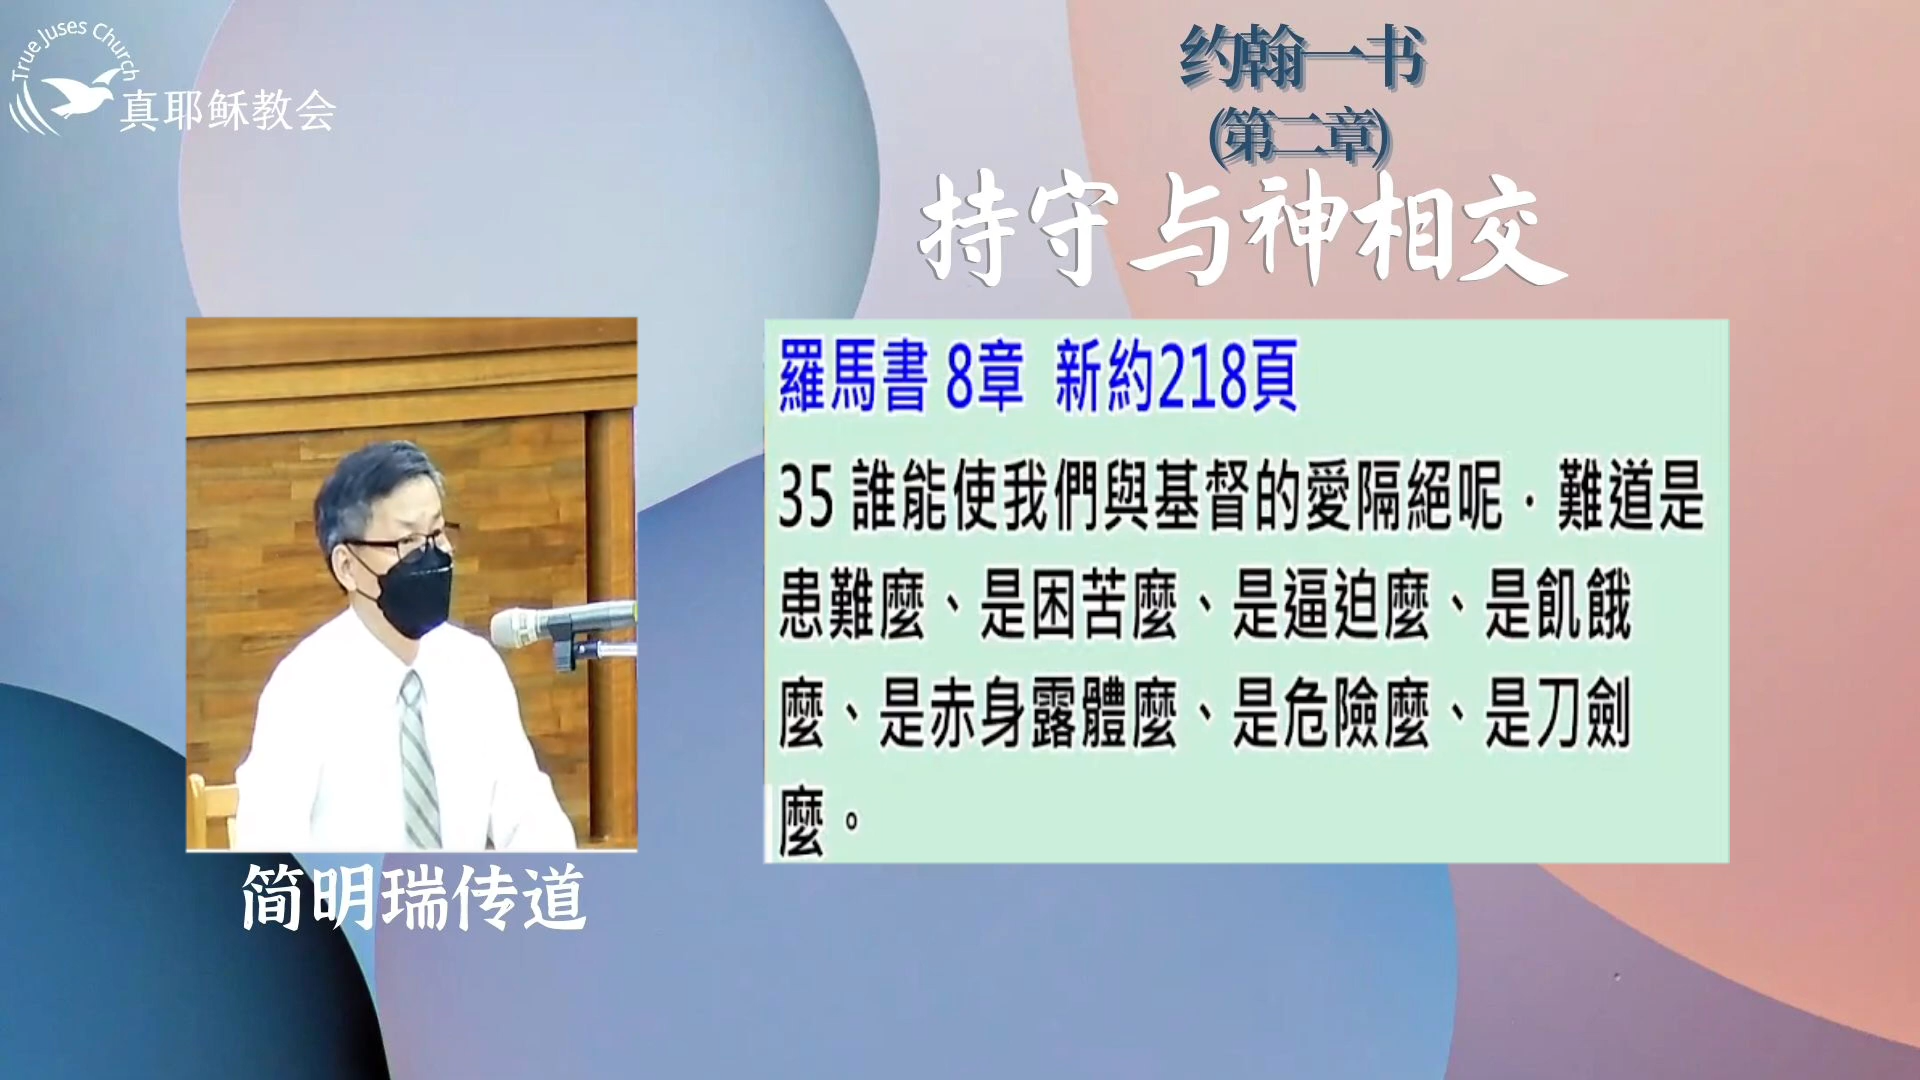 True Juses Church
真耶稣教会
约翰一书
(第二章)
持守与神相交
羅馬書 8章 新約218頁
35 誰能使我們與基督的愛隔絕呢．難道是
患難麼、是困苦麼、是逼迫麼、是飢餓
麼、是赤身露體麼、是危險麼、是刀劍
麼。
简明瑞传道